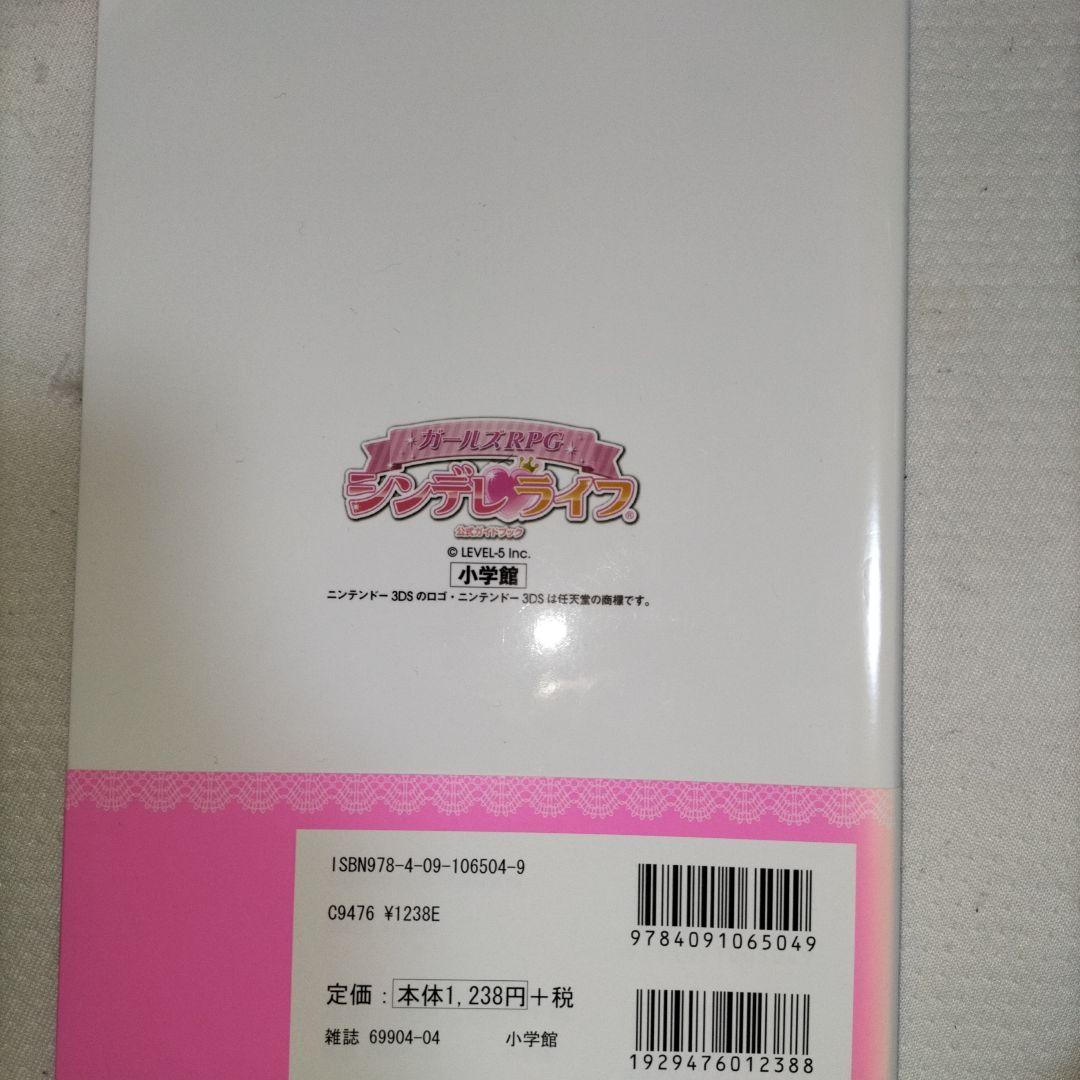 ガールズRPG
シンデレライフ®
公式ガイドブック
© LEVEL-5 Inc.
小学館
ニンテンドー3DSのロゴ・ニンテンドー3DSは任天堂の商標です。
ISBN978-4-09-106504-9
C9476 ¥1238E
9784091065049
定価：本体1,238円+税
雑誌 69904-04 小学館
1929476012388